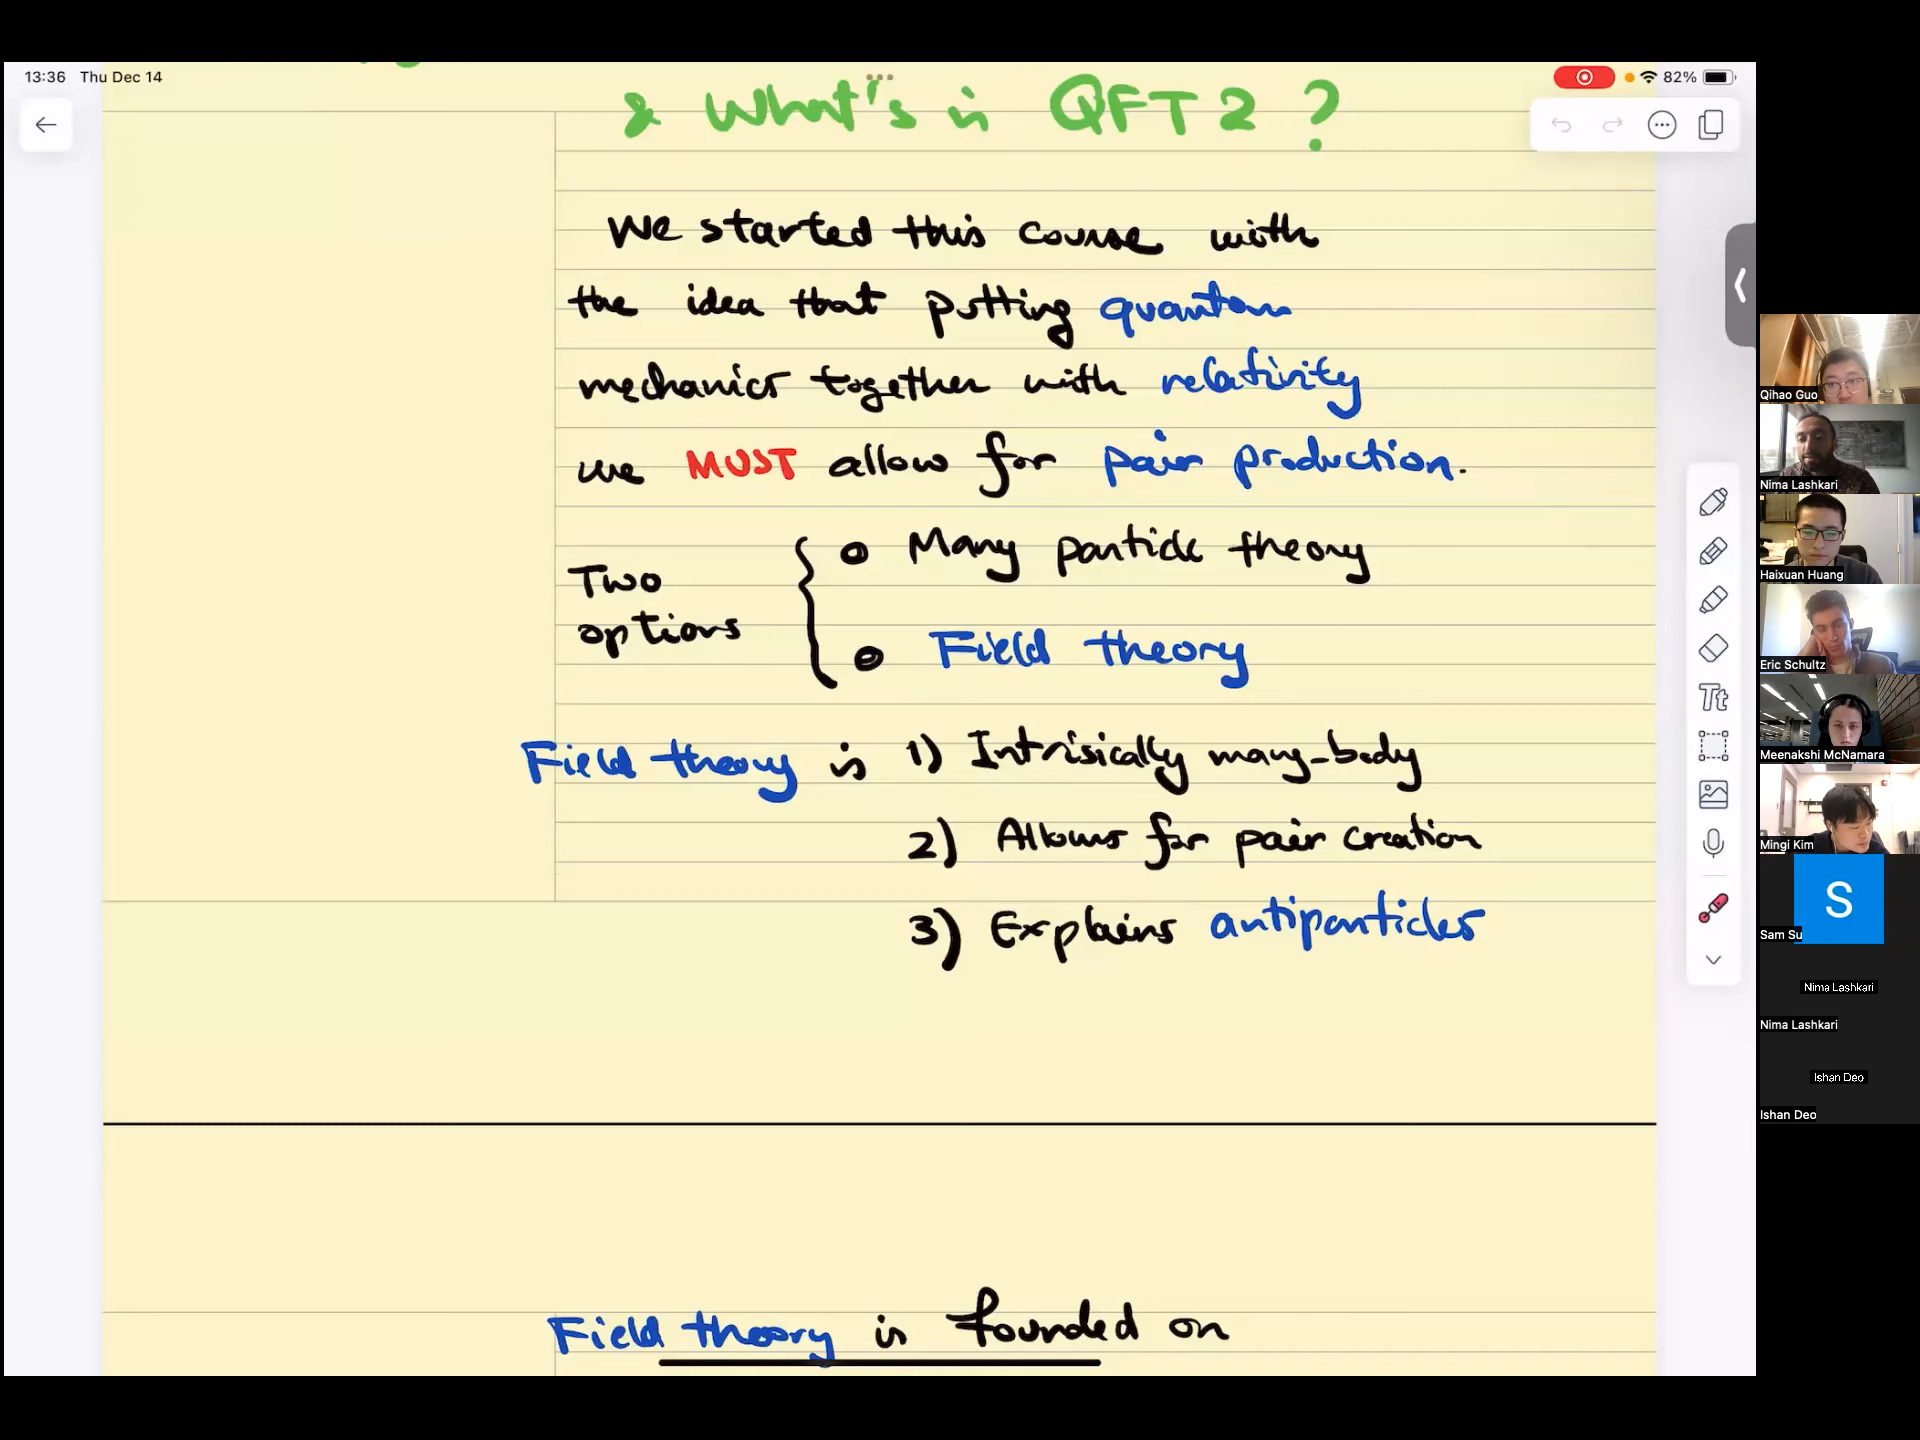 13:36 Thu Dec 14
82%
& What's in QFT 2 ?
We started this course with
the idea that putting quantum
mechanics together with relativity
we MUST allow for pair production.
Two
options
Many particle theory
Field theory
Field theory is 1) Intrisically many-body
2) Allows for pair creation
3) Explains antiparticles
Field theory is founded on
Tt
Qihao Guo
Nima Lashkari
Haixuan Huang
Eric Schultz
Meenakshi McNamara
Mingi Kim
S
Sam Su
Nima Lashkari
Nima Lashkari
Ishan Deo
Ishan Deo